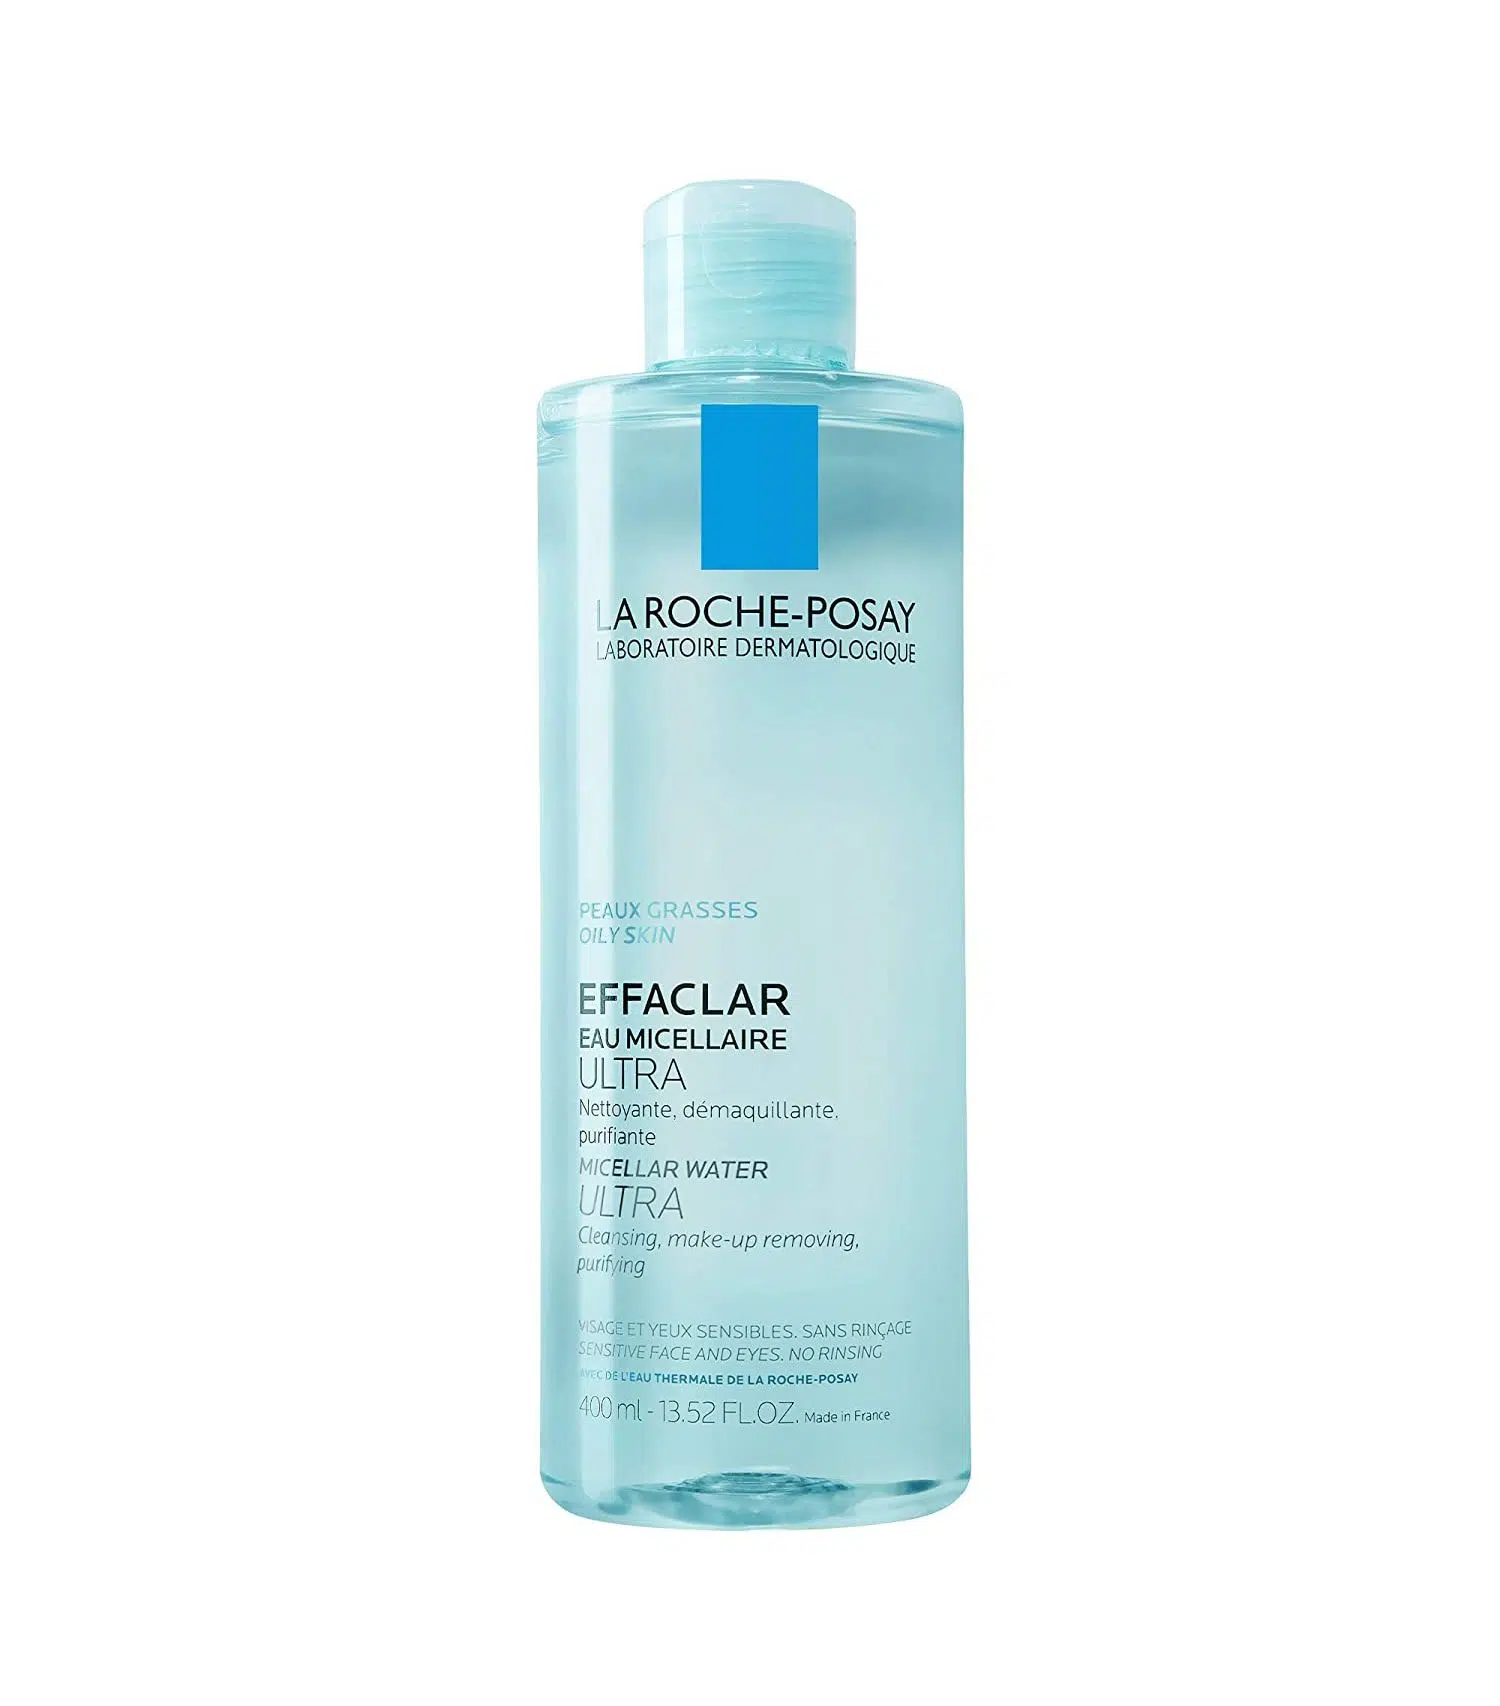 LA ROCHE-POSAY
LABORATOIRE DERMATOLOGIQUE
PEAUX GRASSES
OILY SKIN
EFFACLAR
EAU MICELLAIRE
ULTRA
Nettoyante, démaquillante,
purifiante
MICELLAR WATER
ULTRA
Cleansing, make-up removing,
purifying
VISAGE ET YEUX SENSIBLES. SANS RINÇAGE
SENSITIVE FACE AND EYES. NO RINSING
AVEC DE L'EAU THERMALE DE LA ROCHE-POSAY
400 ml - 13.52 FL.OZ. Made in France